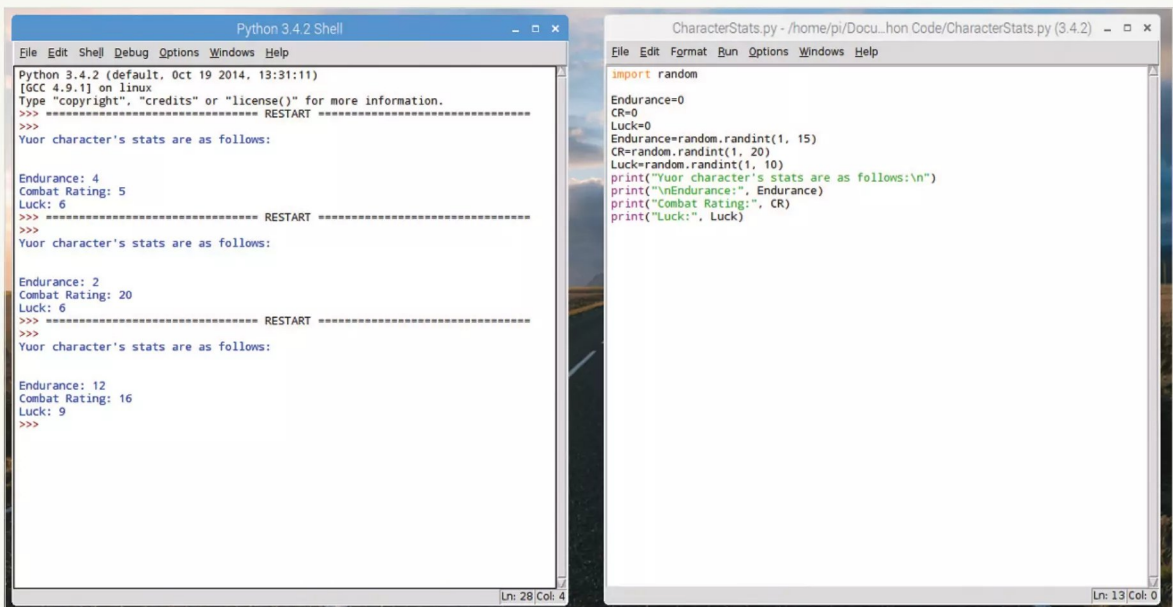 Python 3.4.2 Shell
File Edit Shell Debug Options Windows Help
Python 3.4.2 (default, Oct 19 2014, 13:31:11)
[GCC 4.9.1] on linux
Type "copyright", "credits" or "license()" for more information.
>>> ================================ RESTART ================================
>>>
Yuor character's stats are as follows:
Endurance: 4
Combat Rating: 5
Luck: 6
>>> ================================ RESTART ================================
>>>
Yuor character's stats are as follows:
Endurance: 2
Combat Rating: 20
Luck: 6
>>> ================================ RESTART ================================
>>>
Yuor character's stats are as follows:
Endurance: 12
Combat Rating: 16
Luck: 9
>>>
Ln: 28 Col: 4
CharacterStats.py - /home/pi/Docu...hon Code/CharacterStats.py (3.4.2)
File Edit Format Run Options Windows Help
import random
Endurance=0
CR=0
Luck=0
Endurance=random.randint(1, 15)
CR=random.randint(1, 20)
Luck=random.randint(1, 10)
print("Yuor character's stats are as follows:\n")
print("\nEndurance:", Endurance)
print("Combat Rating:", CR)
print("Luck:", Luck)
Ln: 13 Col: 0